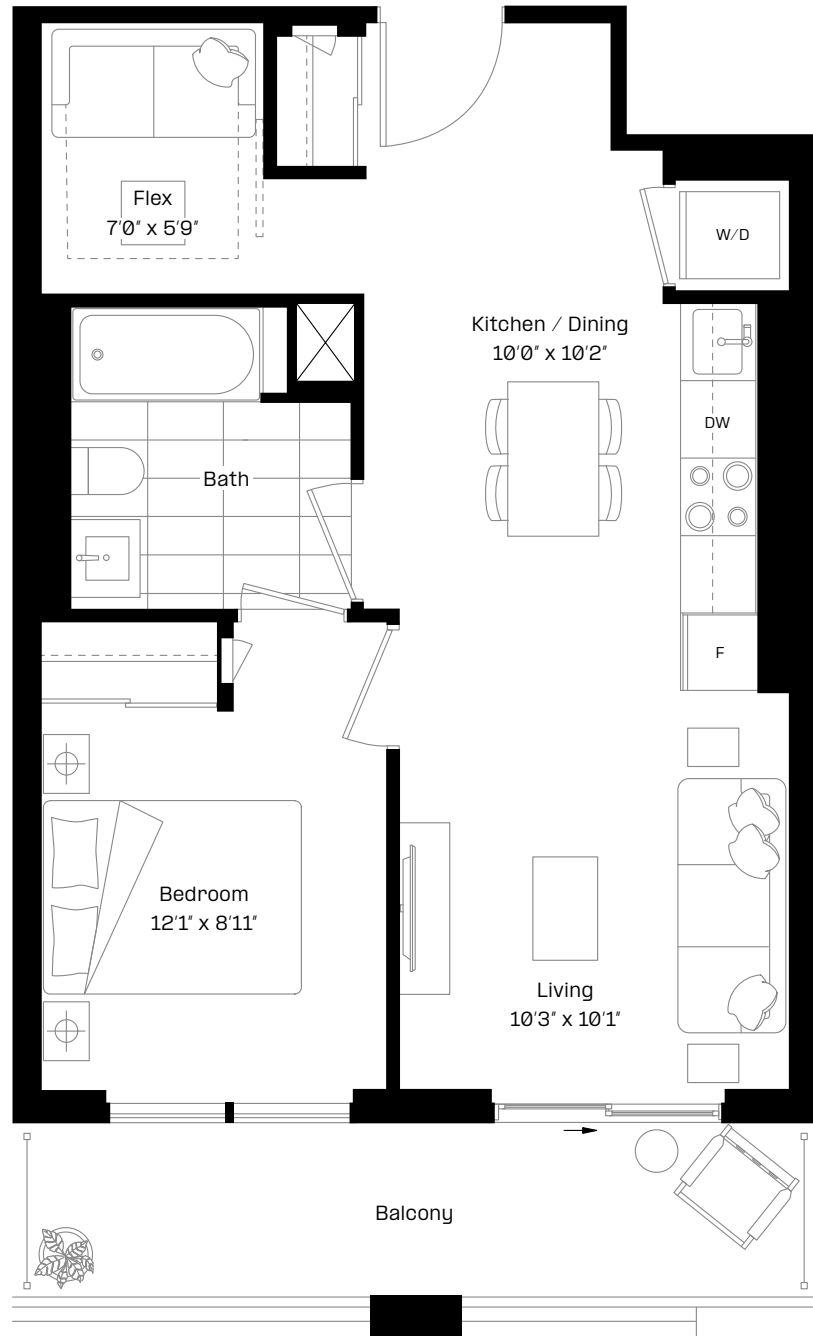 Flex
7'0" x 5'9"
W/D
Kitchen / Dining
10'0" x 10'2"
DW
Bath
F
Bedroom
12'1" x 8'11"
Living
10'3" x 10'1"
Balcony